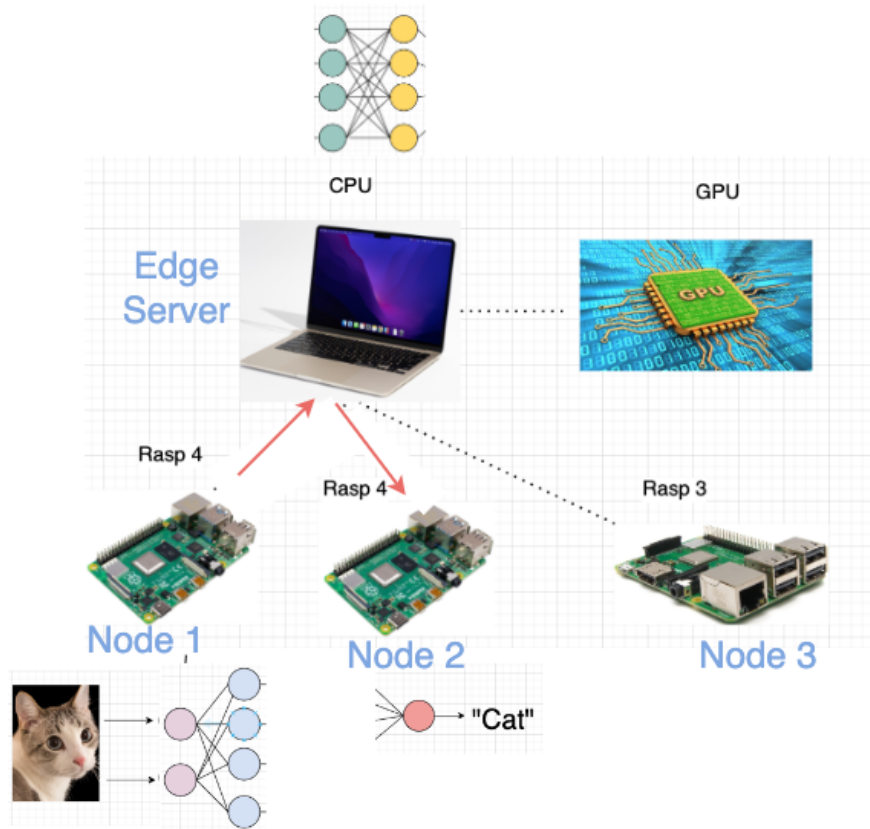 CPU
GPU
Edge
Server
GPU
Rasp 4
Rasp 4
Rasp 3
Node 1
Node 2
Node 3
"Cat"